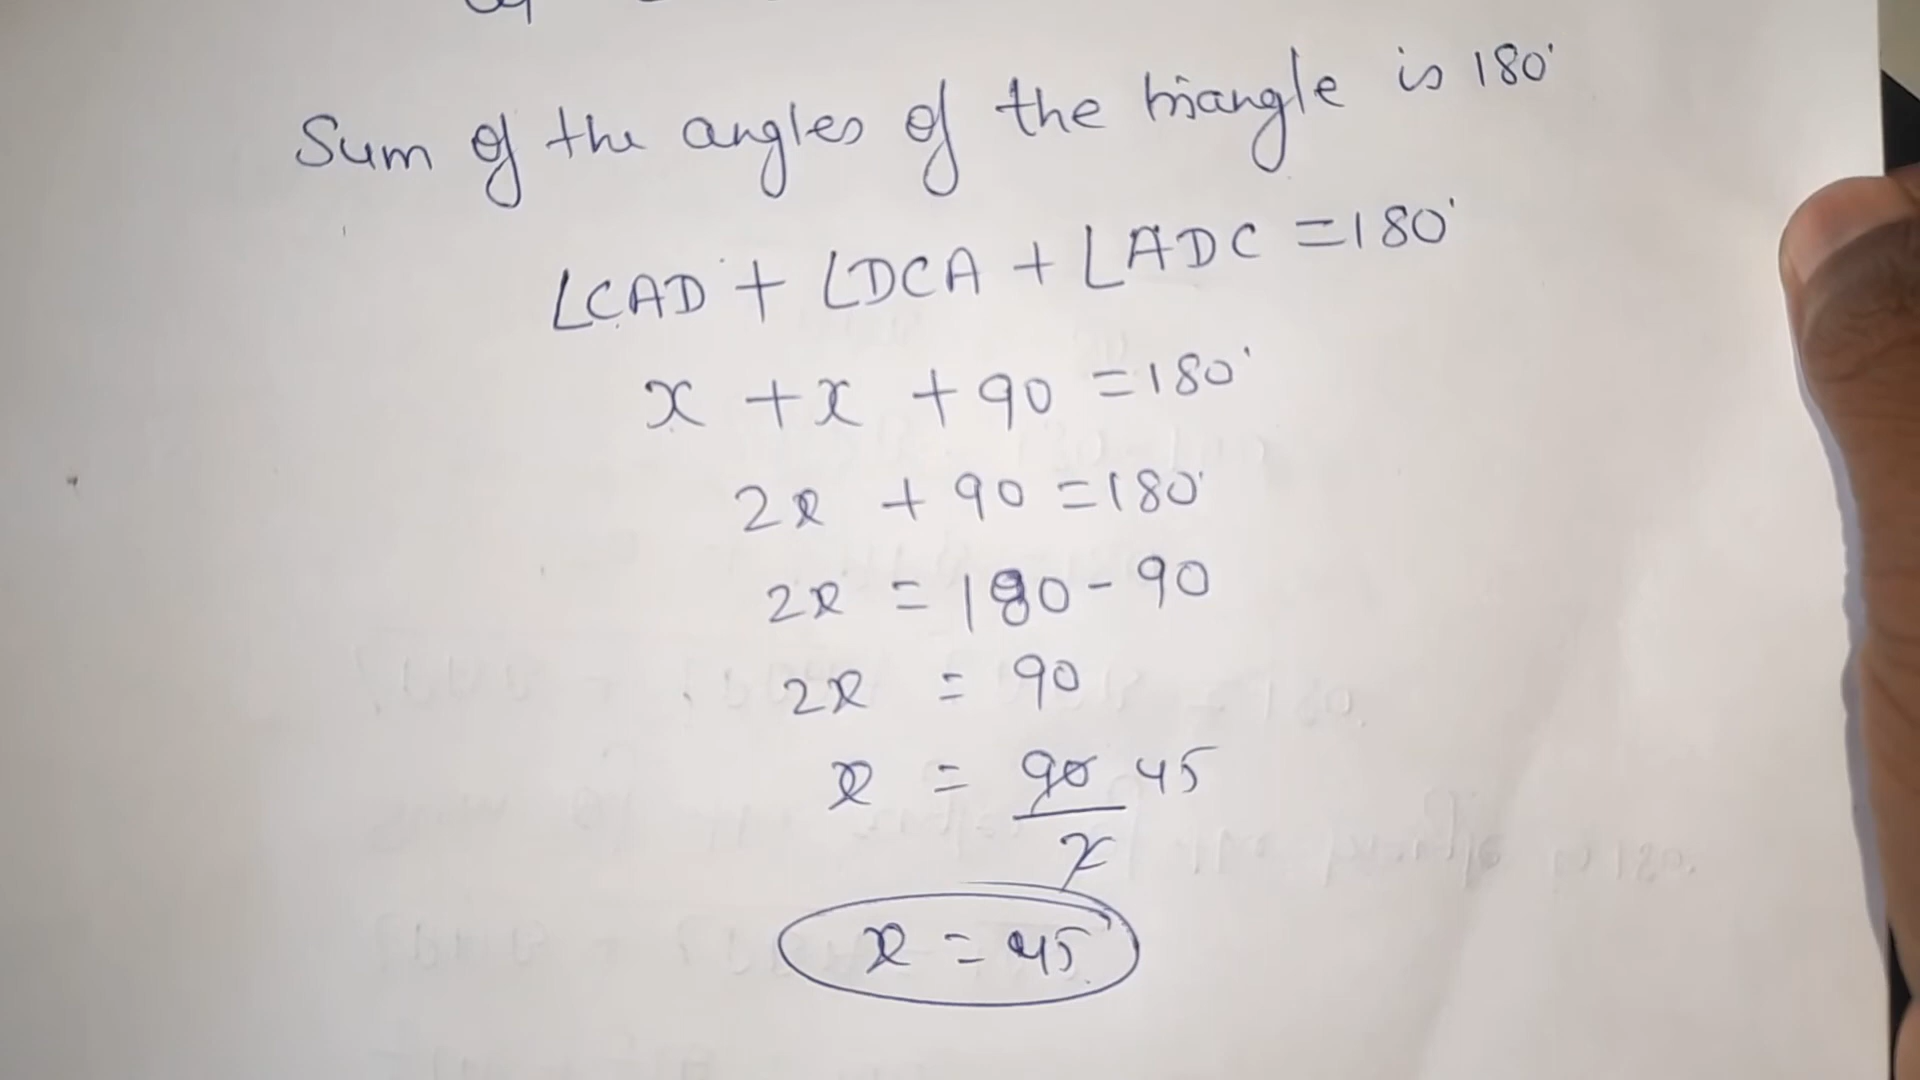 Sum of the angles of the triangle is 180°
∠CAD + ∠DCA + ∠ADC = 180°
x + x + 90 = 180°
2x + 90 = 180°
2x = 180 - 90
2x = 90
x = 90 45
2
x = 45